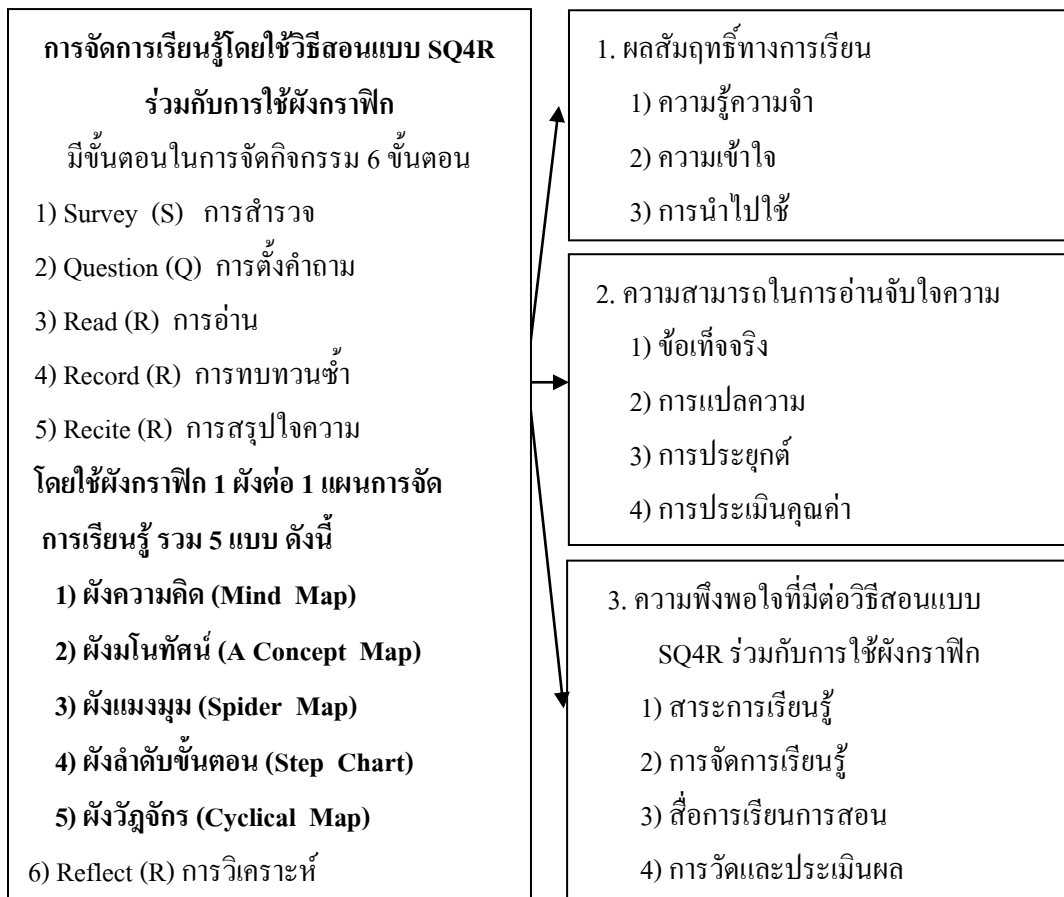 การจัดการเรียนรู้โดยใช้วิธีสอนแบบ SQ4R
ร่วมกับการใช้ผังกราฟิก
มีขั้นตอนในการจัดกิจกรรม 6 ขั้นตอน
1) Survey (S) การสำรวจ
2) Question (Q) การตั้งคำถาม
3) Read (R) การอ่าน
4) Record (R) การทบทวนซ้ำ
5) Recite (R) การสรุปใจความ
โดยใช้ผังกราฟิก 1 ผังต่อ 1 แผนการจัด
การเรียนรู้ รวม 5 แบบ ดังนี้
1) ผังความคิด (Mind Map)
2) ผังมโนทัศน์ (A Concept Map)
3) ผังแมงมุม (Spider Map)
4) ผังลำดับขั้นตอน (Step Chart)
5) ผังวัฎจักร (Cyclical Map)
6) Reflect (R) การวิเคราะห์
1. ผลสัมฤทธิ์ทางการเรียน
1) ความรู้ความจำ
2) ความเข้าใจ
3) การนำไปใช้
2. ความสามารถในการอ่านจับใจความ
1) ข้อเท็จจริง
2) การแปลความ
3) การประยุกต์
4) การประเมินคุณค่า
3. ความพึงพอใจที่มีต่อวิธีสอนแบบ
SQ4R ร่วมกับการใช้ผังกราฟิก
1) สาระการเรียนรู้
2) การจัดการเรียนรู้
3) สื่อการเรียนการสอน
4) การวัดและประเมินผล